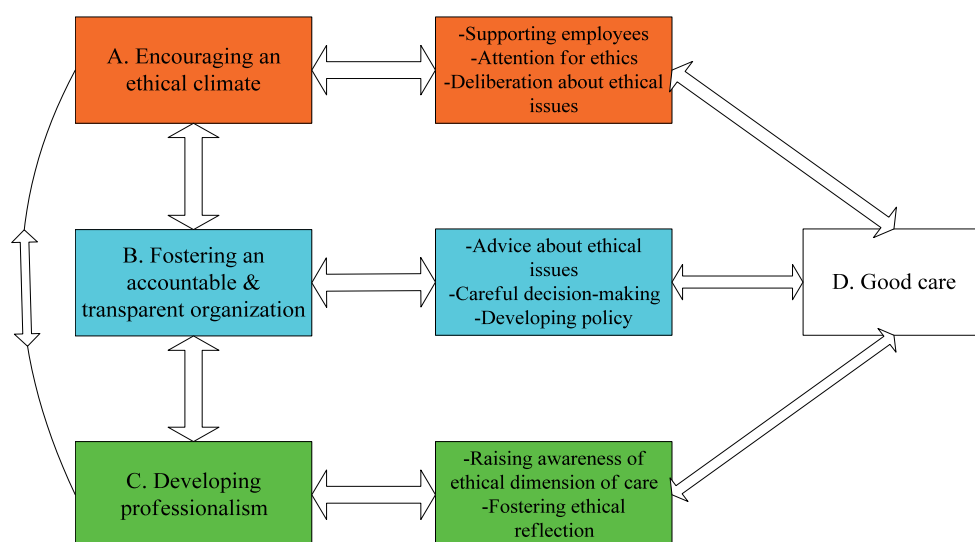 A. Encouraging an
ethical climate
-Supporting employees
-Attention for ethics
-Deliberation about ethical
issues
B. Fostering an
accountable &
transparent organization
-Advice about ethical
issues
-Careful decision-making
-Developing policy
D. Good care
C. Developing
professionalism
-Raising awareness of
ethical dimension of care
-Fostering ethical
reflection